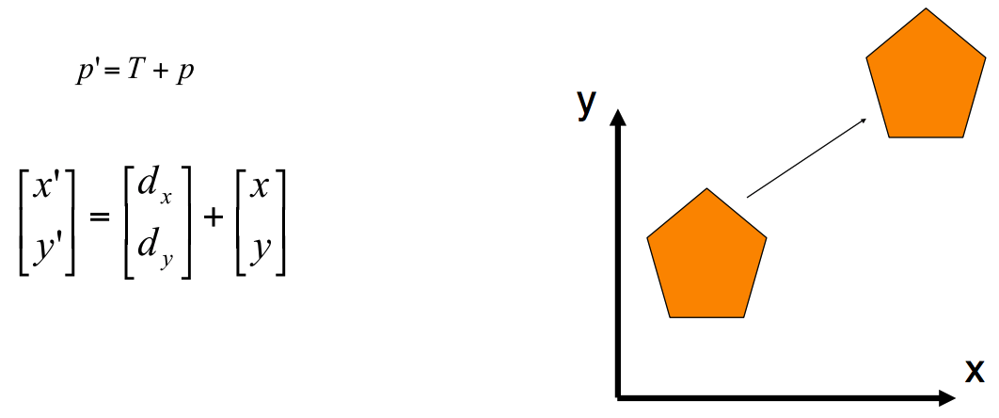 p' = T + p
[x' y'] = [d_x d_y] + [x y]
y
x